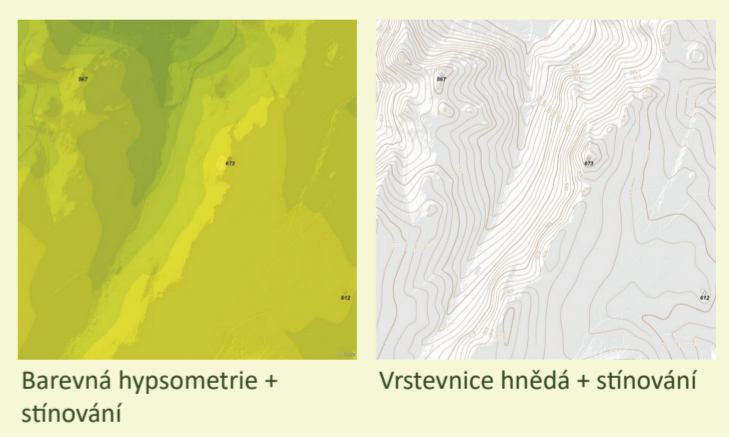 567
673
612
567
673
612
Barevná hypsometrie +
stínování
Vrstevnice hnědá + stínování